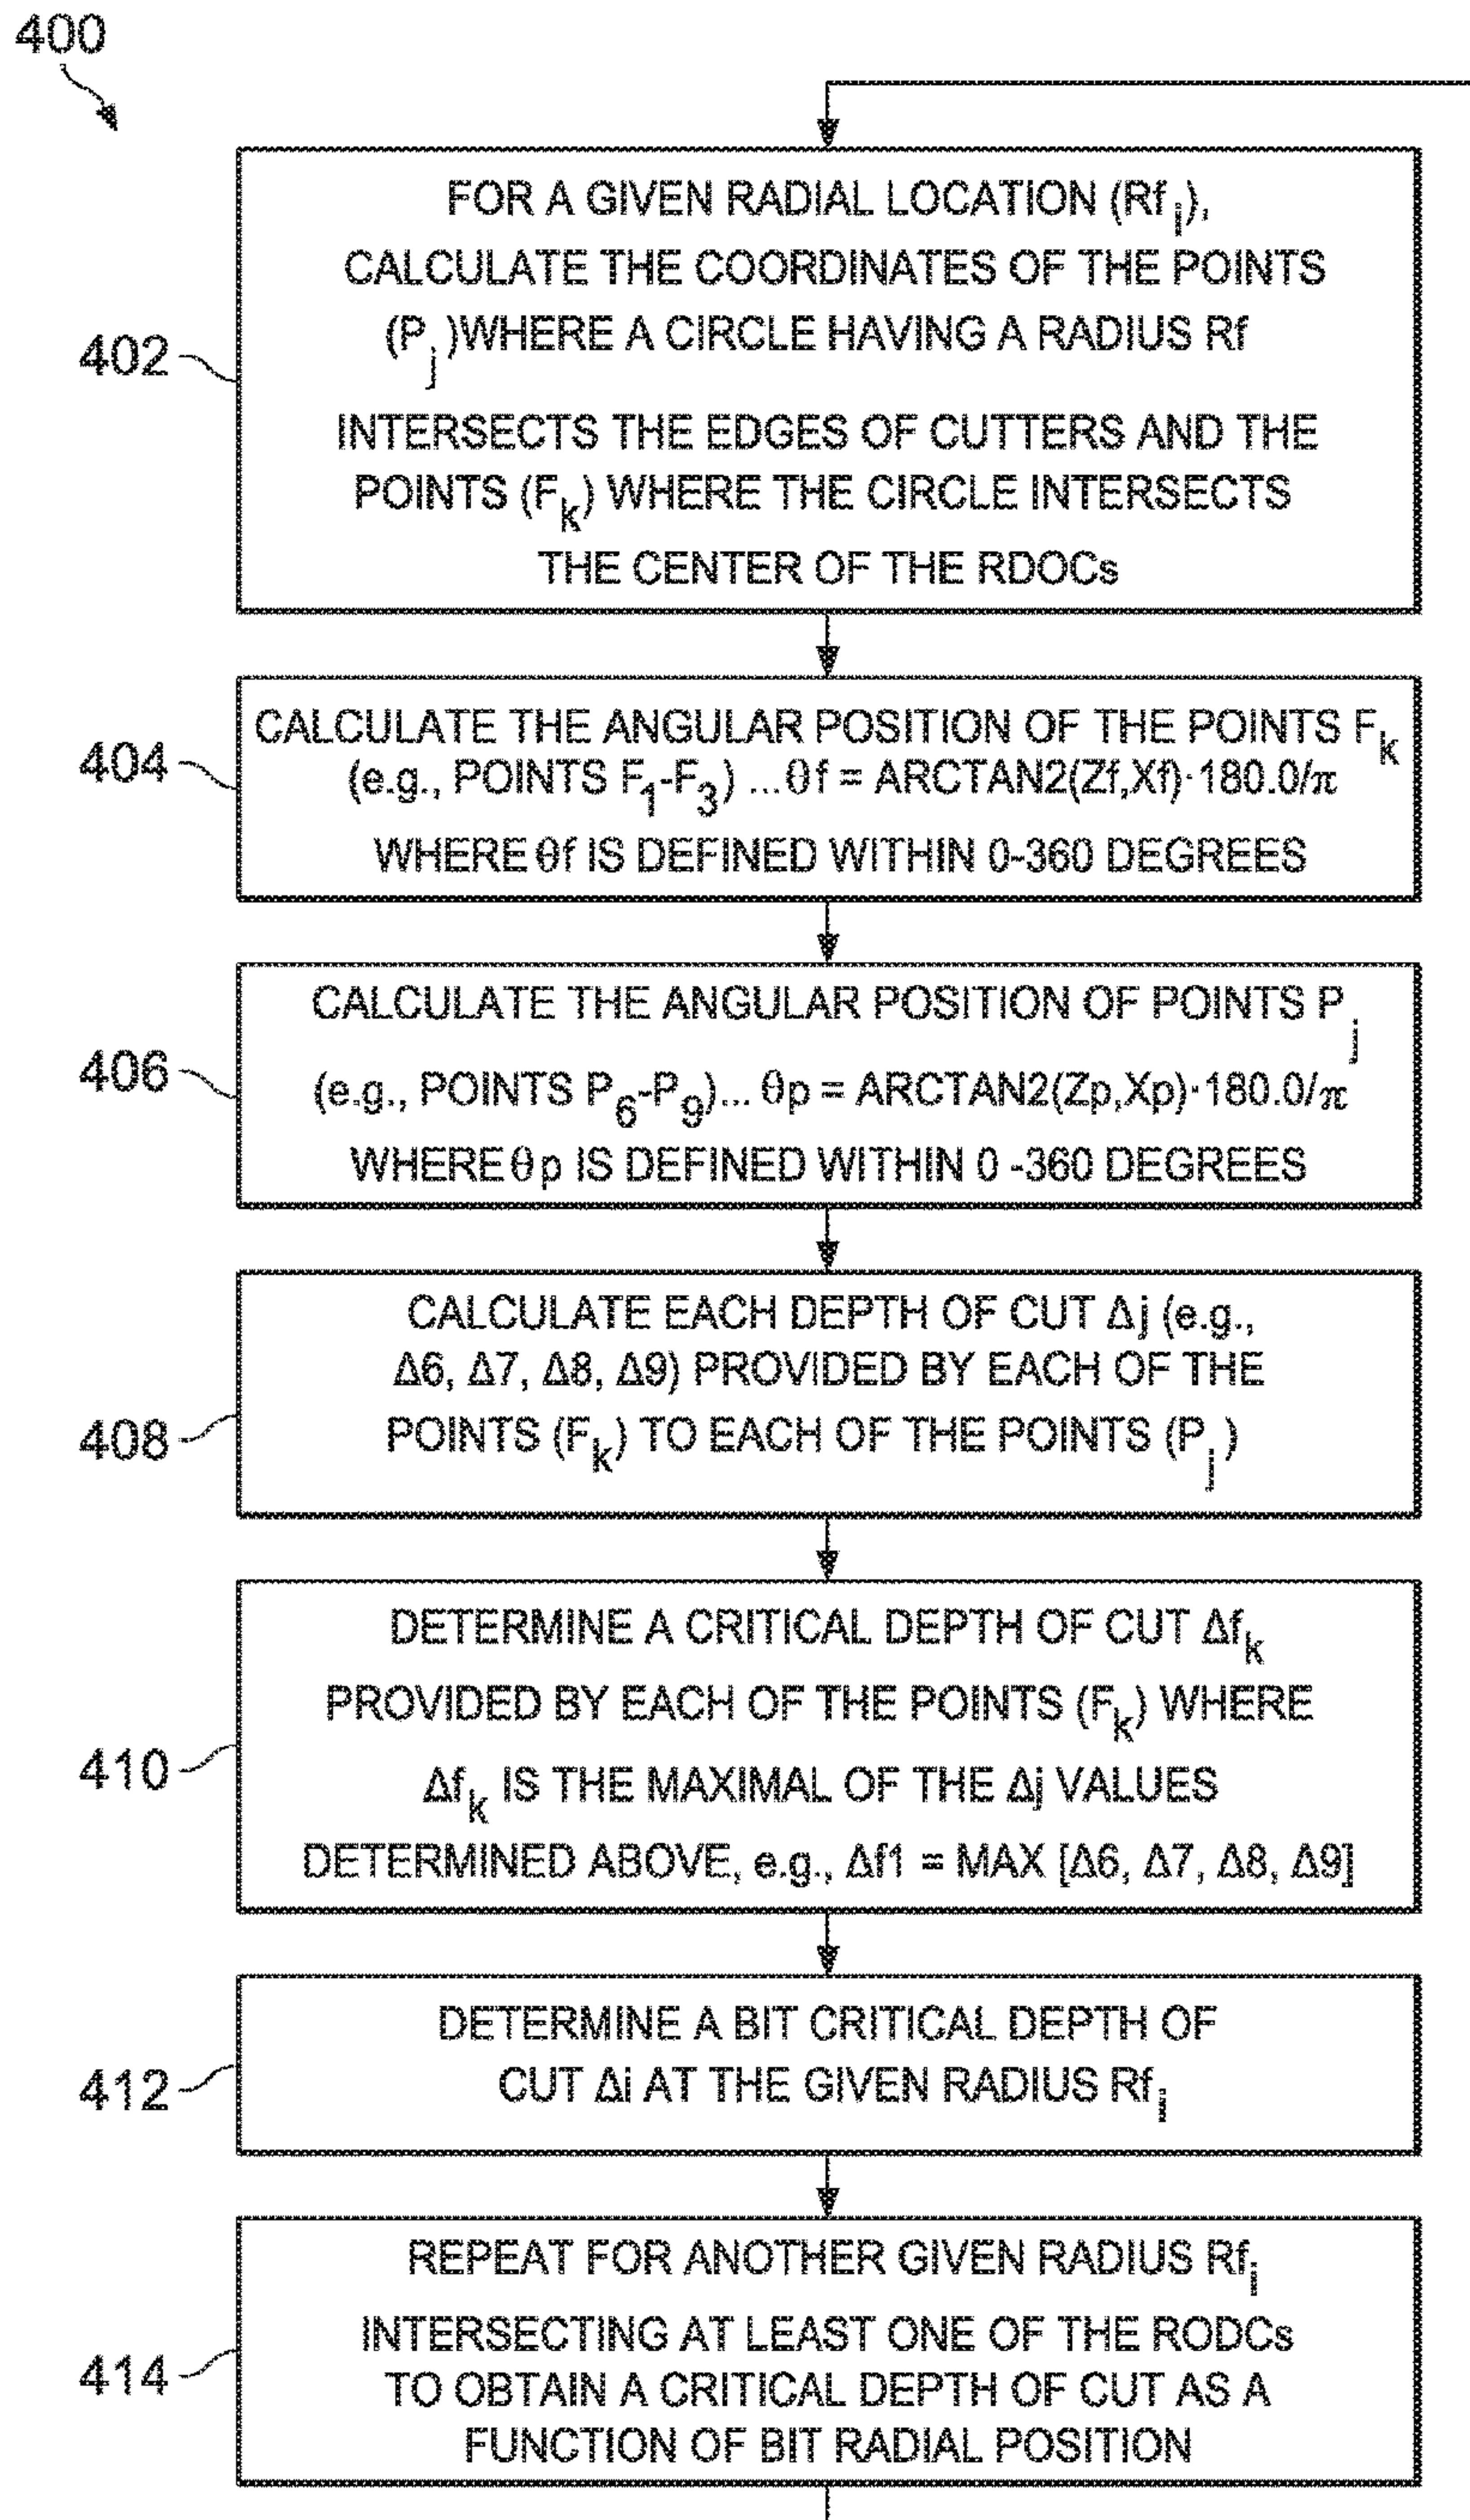 400
402
FOR A GIVEN RADIAL LOCATION (Rfi),
CALCULATE THE COORDINATES OF THE POINTS
(Pj)WHERE A CIRCLE HAVING A RADIUS Rf
INTERSECTS THE EDGES OF CUTTERS AND THE
POINTS (Fk) WHERE THE CIRCLE INTERSECTS
THE CENTER OF THE RDOCs
404
CALCULATE THE ANGULAR POSITION OF THE POINTS Fk
(e.g., POINTS F1-F3) ...θf = ARCTAN2(Zf,Xf)·180.0/π
WHERE θf IS DEFINED WITHIN 0-360 DEGREES
406
CALCULATE THE ANGULAR POSITION OF POINTS Pj
(e.g., POINTS P6-P9)... θp = ARCTAN2(Zp,Xp)·180.0/π
WHERE θp IS DEFINED WITHIN 0 -360 DEGREES
408
CALCULATE EACH DEPTH OF CUT Δj (e.g.,
Δ6, Δ7, Δ8, Δ9) PROVIDED BY EACH OF THE
POINTS (Fk) TO EACH OF THE POINTS (Pj)
410
DETERMINE A CRITICAL DEPTH OF CUT Δfk
PROVIDED BY EACH OF THE POINTS (Fk) WHERE
Δfk IS THE MAXIMAL OF THE Δj VALUES
DETERMINED ABOVE, e.g., Δf1 = MAX [Δ6, Δ7, Δ8, Δ9]
412
DETERMINE A BIT CRITICAL DEPTH OF
CUT Δi AT THE GIVEN RADIUS Rfi
414
REPEAT FOR ANOTHER GIVEN RADIUS Rfi
INTERSECTING AT LEAST ONE OF THE RODCs
TO OBTAIN A CRITICAL DEPTH OF CUT AS A
FUNCTION OF BIT RADIAL POSITION